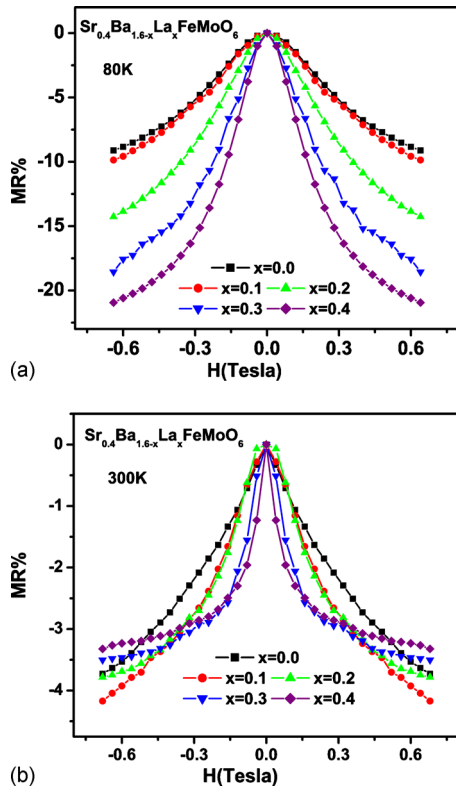 Sr0.4Ba1.6-xLaxFeMoO6
80K
MR%
0
-5
-10
-15
-20
x=0.0
x=0.1 x=0.2
x=0.3 x=0.4
-0.6 -0.3 0.0 0.3 0.6
(a)
H(Tesla)
Sr0.4Ba1.6-xLaxFeMoO6
300K
MR%
0
-1
-2
-3
-4
x=0.0
x=0.1 x=0.2
x=0.3 x=0.4
-0.6 -0.3 0.0 0.3 0.6
(b)
H(Tesla)